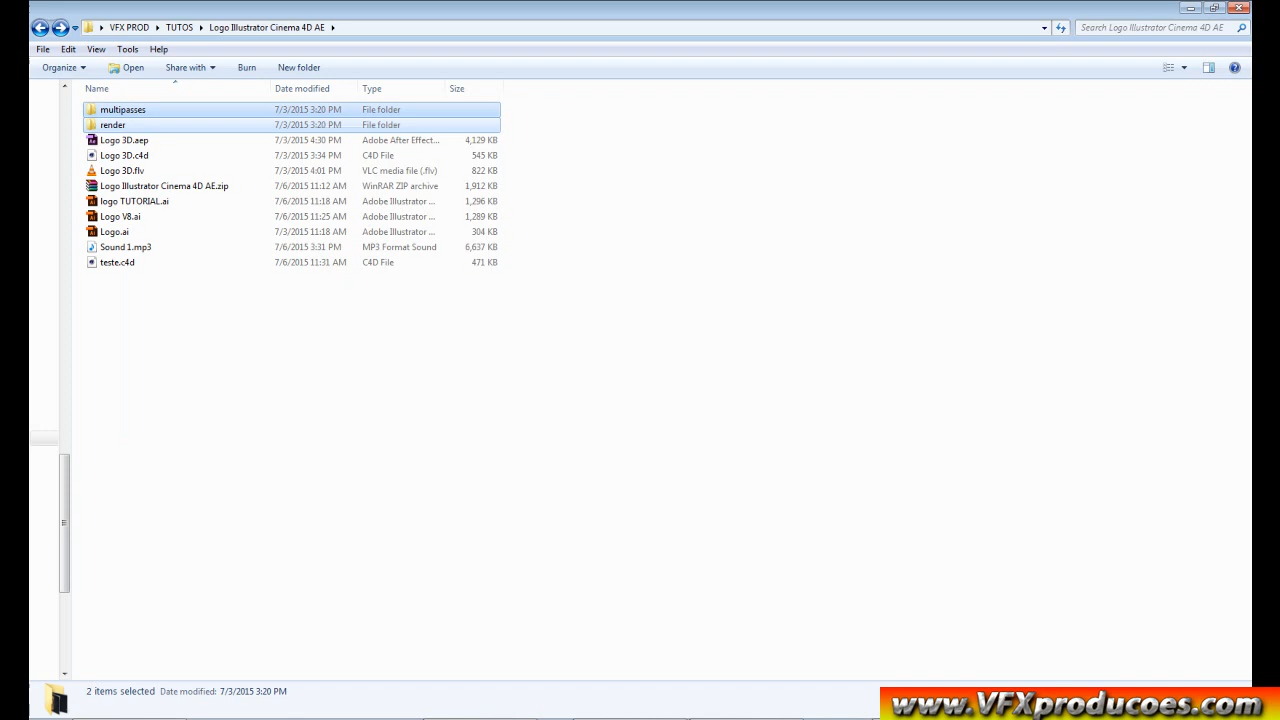 VFX PROD TUTOS Logo Illustrator Cinema 4D AE Search Logo Illustrator Cinema 4D AE
File Edit View Tools Help
Organize Open Share with Burn New folder
Name Date modified Type Size
multipasses 7/3/2015 3:20 PM File folder
render 7/3/2015 3:20 PM File folder
Logo 3D.aep 7/3/2015 4:30 PM Adobe After Effect... 4,129 KB
Logo 3D.c4d 7/3/2015 3:34 PM C4D File 545 KB
Logo 3D.flv 7/3/2015 4:01 PM VLC media file (.flv) 822 KB
Logo Illustrator Cinema 4D AE.zip 7/6/2015 11:12 AM WinRAR ZIP archive 1,912 KB
logo TUTORIAL.ai 7/6/2015 11:18 AM Adobe Illustrator ... 1,296 KB
Logo V8.ai 7/6/2015 11:25 AM Adobe Illustrator ... 1,289 KB
Logo.ai 7/3/2015 11:18 AM Adobe Illustrator ... 304 KB
Sound 1.mp3 7/6/2015 3:31 PM MP3 Format Sound 6,637 KB
teste.c4d 7/6/2015 11:31 AM C4D File 471 KB
2 items selected Date modified: 7/3/2015 3:20 PM
www.VFXproducoes.com